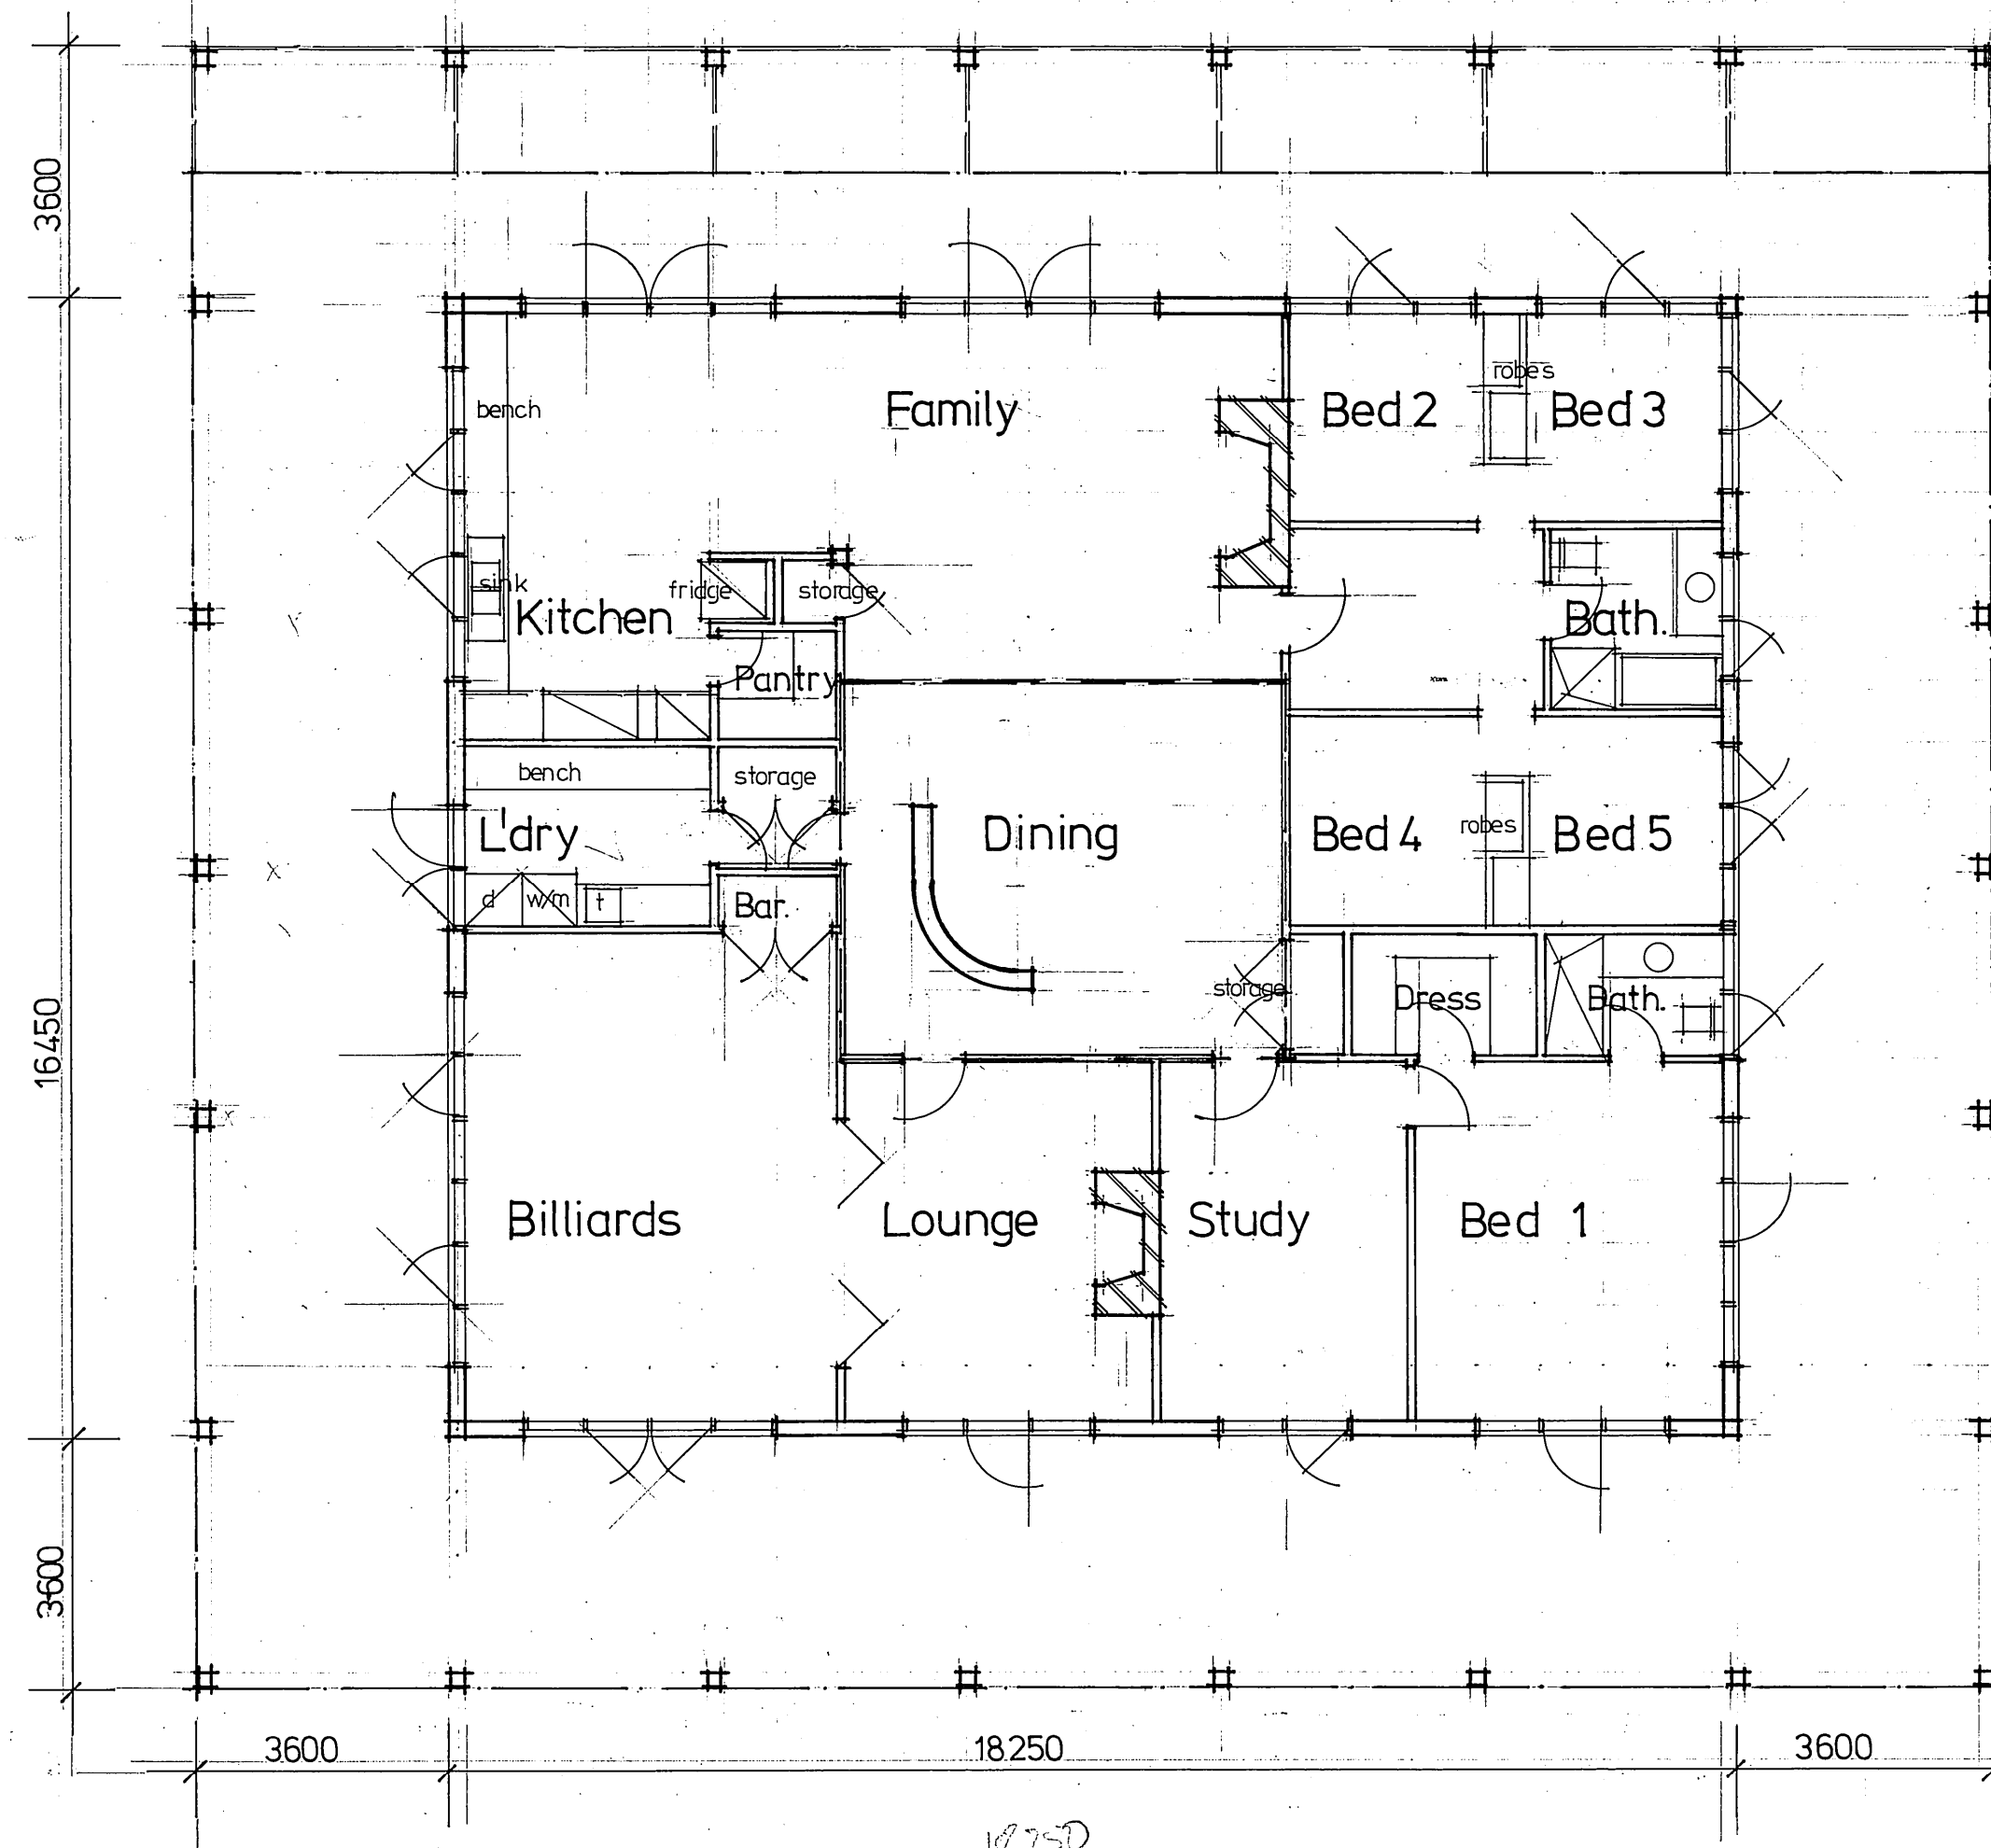 3600
robes
bench
Family
Bed 2
Bed 3
sink
fridge
storage
Kitchen
Bath.
Pantry
bench
storage
L'dry
Dining
Bed 4
robes
Bed 5
d
w/m
t
Bar.
storage
Dress
Bath.
16450
Billiards
Lounge
Study
Bed 1
3600
3600
18250
3600
18250